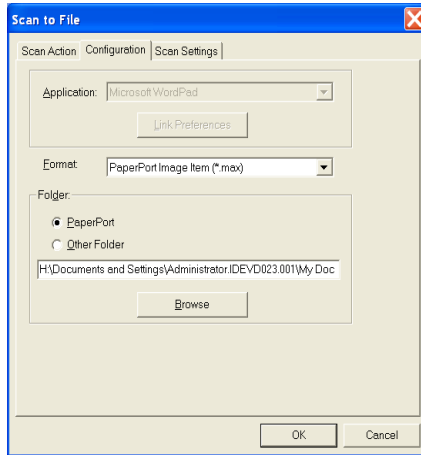 Scan to File
Scan Action Configuration Scan Settings
Application: Microsoft WordPad
Link Preferences
Format: PaperPort Image Item (*.max)
Folder:
PaperPort
Other Folder
H:\Documents and Settings\Administrator.IDEVD023.001\My Doc
Browse
OK Cancel